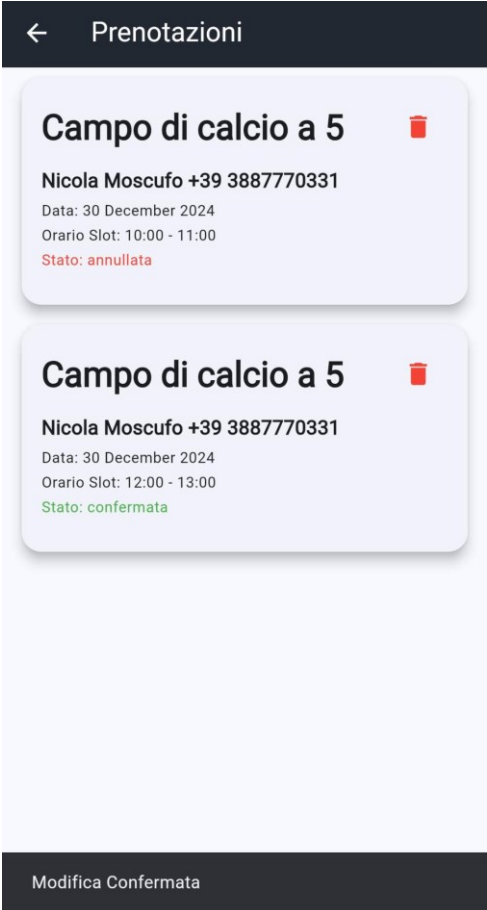 Prenotazioni
Campo di calcio a 5
Nicola Moscufo +39 3887770331
Data: 30 December 2024
Orario Slot: 10:00 - 11:00
Stato: annullata
Campo di calcio a 5
Nicola Moscufo +39 3887770331
Data: 30 December 2024
Orario Slot: 12:00 - 13:00
Stato: confermata
Modifica Confermata